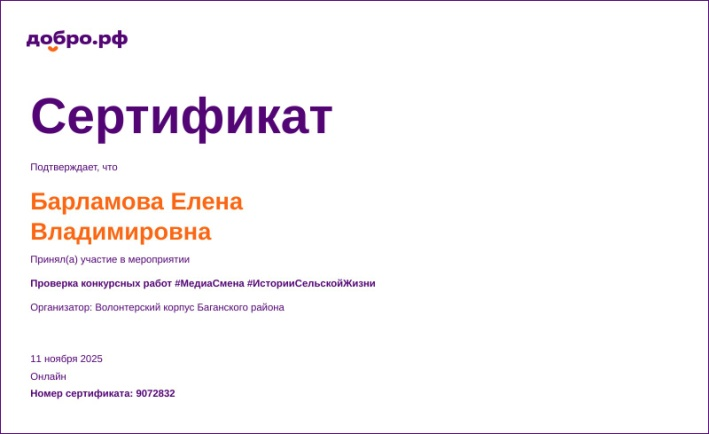 добро.рф
Сертификат
Подтверждает, что
Барламова Елена
Владимировна
Принял(а) участие в мероприятии
Проверка конкурсных работ #МедиаСмена #ИсторииСельскойЖизни
Организатор: Волонтерский корпус Баганского района
11 ноября 2025
Онлайн
Номер сертификата: 9072832